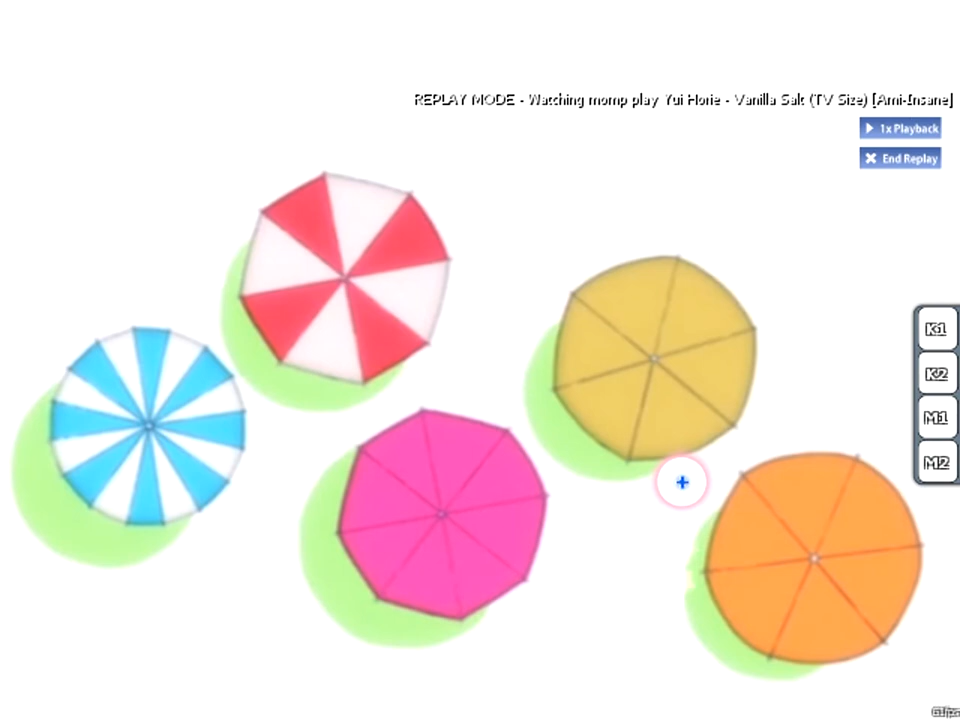 REPLAY MODE - Watching momp play Yui Horie - Vanilla Salt (TV Size) [Ami-Insane]
1x Playback
End Replay
K1
K2
M1
M2